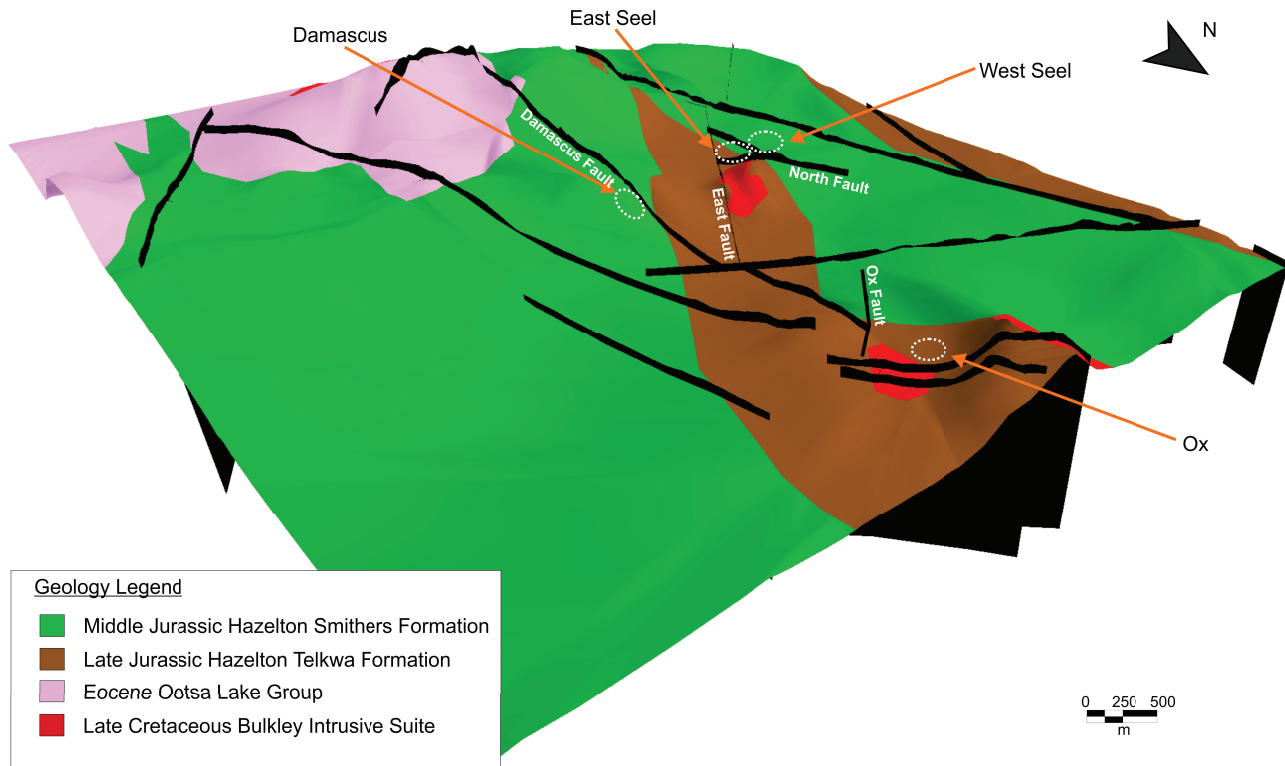 East Seel
Damascus
N
West Seel
Damascus Fault
North Fault
East Fault
Ox Fault
Ox
Geology Legend
Middle Jurassic Hazelton Smithers Formation
Late Jurassic Hazelton Telkwa Formation
Eocene Ootsa Lake Group
Late Cretaceous Bulkley Intrusive Suite
0 250 500
m